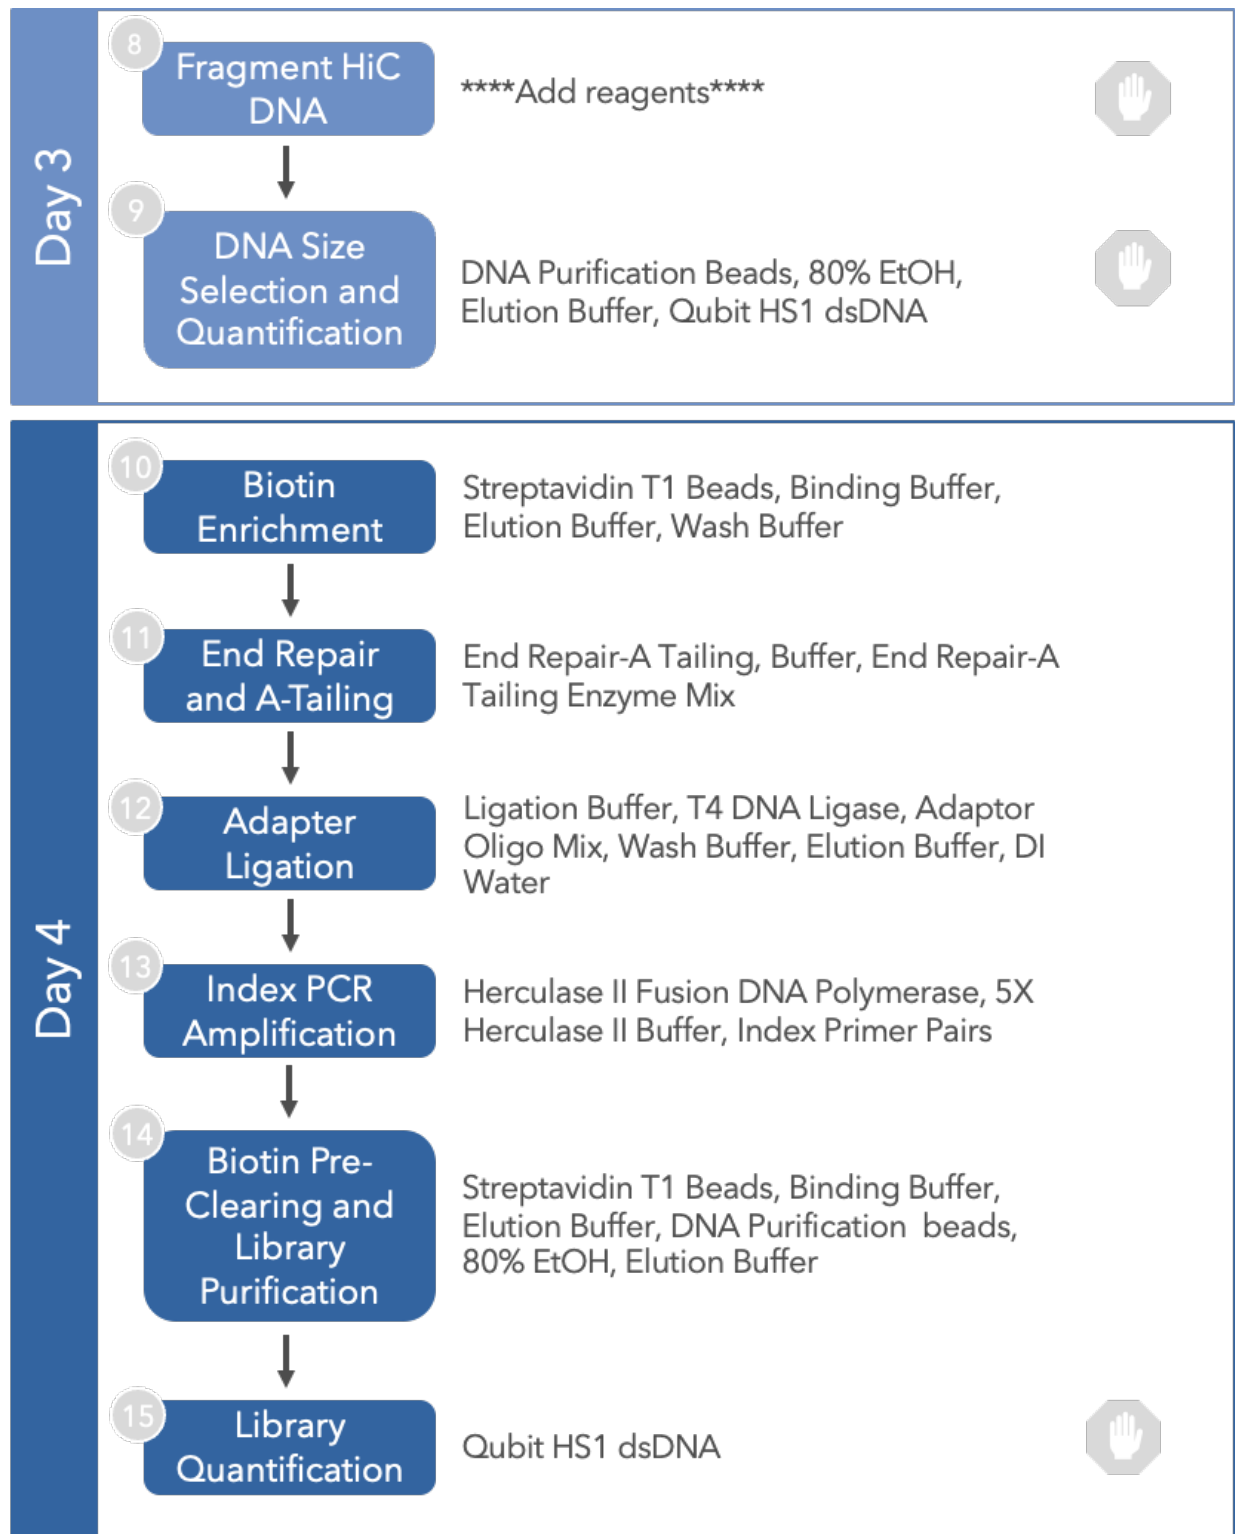 Day 3
8
Fragment HiC
DNA
****Add reagents****
9
DNA Size
Selection and
Quantification
DNA Purification Beads, 80% EtOH,
Elution Buffer, Qubit HS1 dsDNA
Day 4
10
Biotin
Enrichment
Streptavidin T1 Beads, Binding Buffer,
Elution Buffer, Wash Buffer
11
End Repair
and A-Tailing
End Repair-A Tailing, Buffer, End Repair-A
Tailing Enzyme Mix
12
Adapter
Ligation
Ligation Buffer, T4 DNA Ligase, Adaptor
Oligo Mix, Wash Buffer, Elution Buffer, DI
Water
13
Index PCR
Amplification
Herculase II Fusion DNA Polymerase, 5X
Herculase II Buffer, Index Primer Pairs
14
Biotin Pre-
Clearing and
Library
Purification
Streptavidin T1 Beads, Binding Buffer,
Elution Buffer, DNA Purification beads,
80% EtOH, Elution Buffer
15
Library
Quantification
Qubit HS1 dsDNA